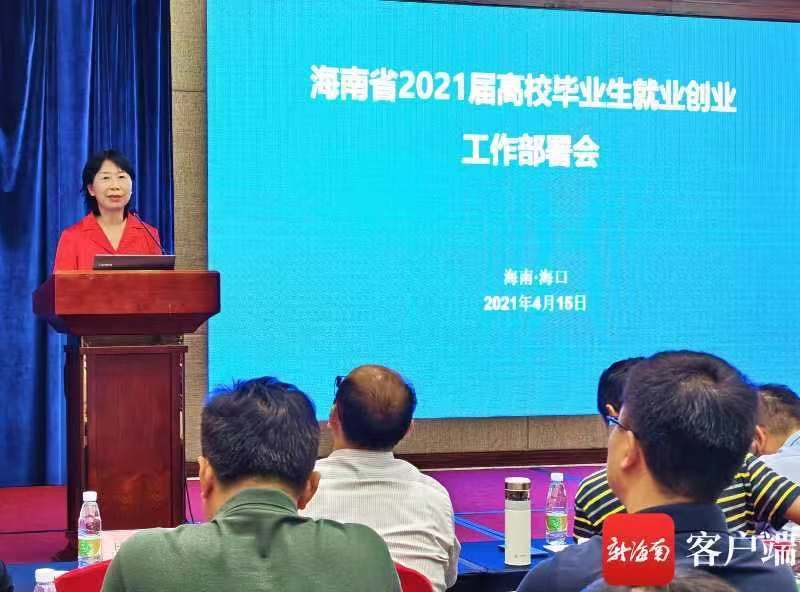 海南省2021届高校毕业生就业创业
工作部署会
海南·海口
2021年4月15日
新海南
客户端